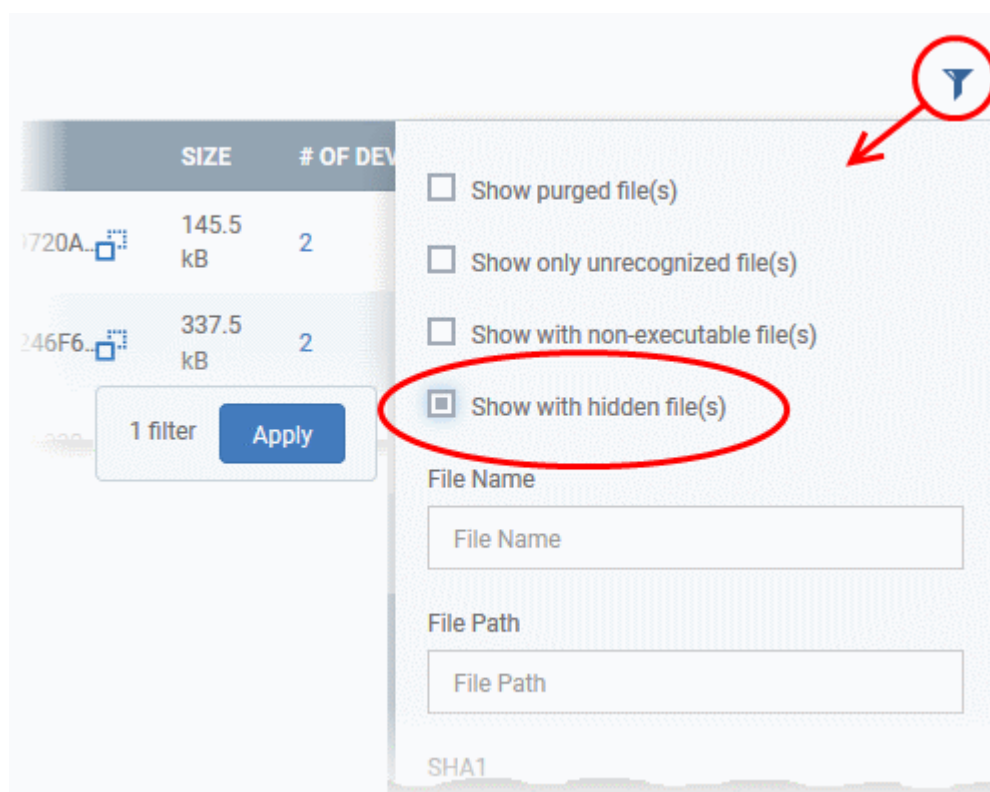 SIZE # OF DEV
Show purged file(s)
720A.. 145.5 kB 2
Show only unrecognized file(s)
246F6.. 337.5 kB 2
Show with non-executable file(s)
Show with hidden file(s)
1 filter Apply
File Name
File Name
File Path
File Path
SHA1